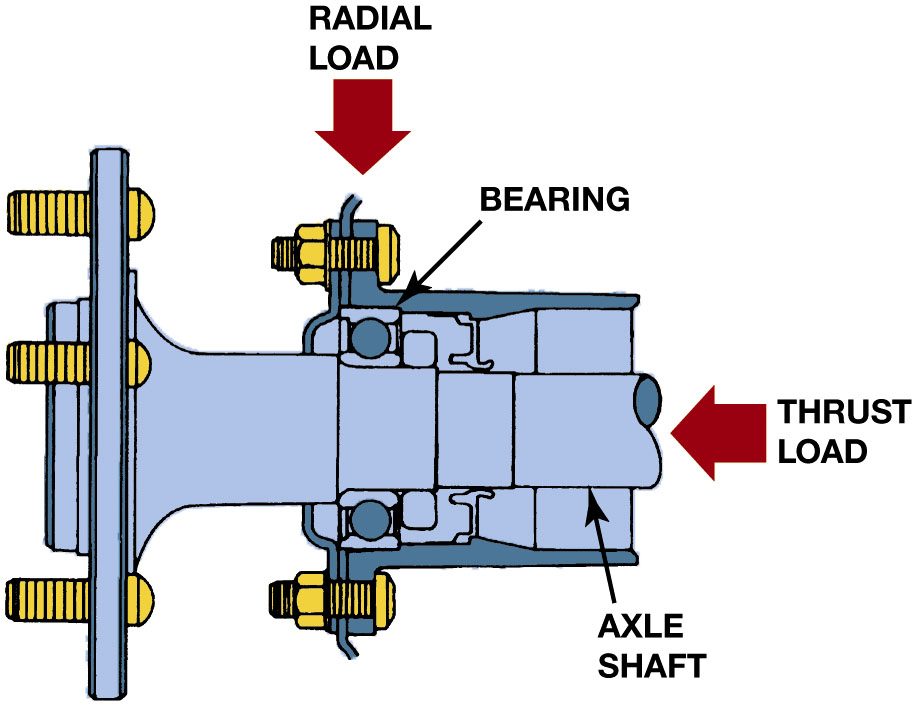 RADIAL
LOAD
BEARING
THRUST
LOAD
AXLE
SHAFT